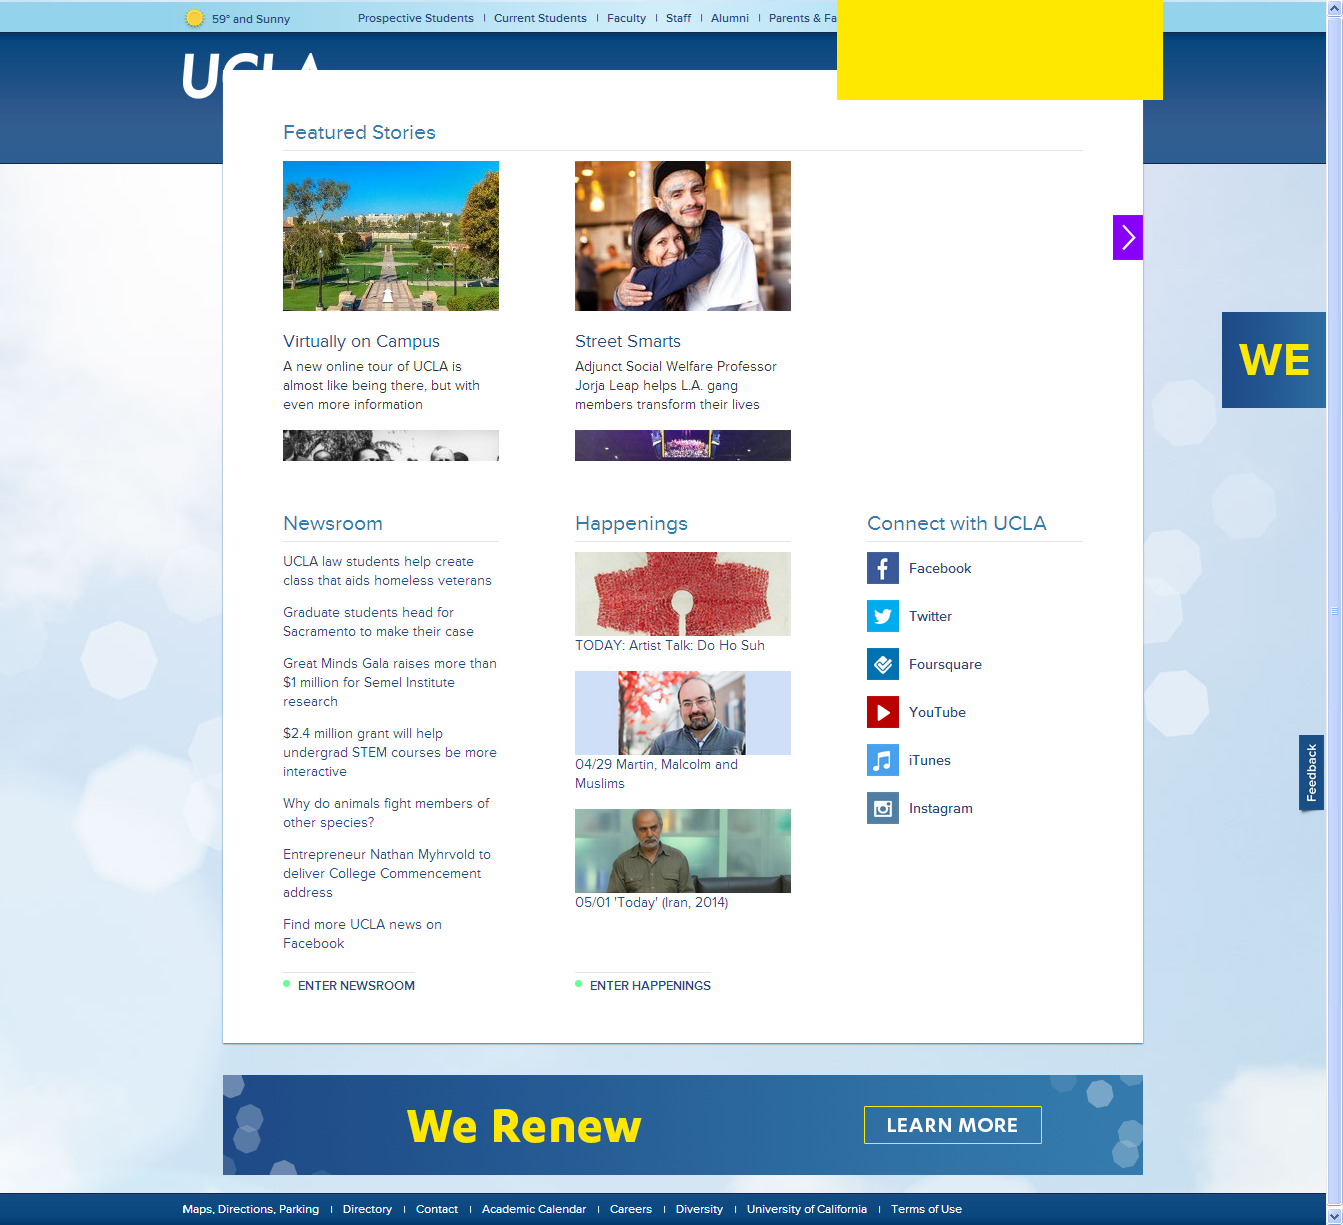 59° and Sunny
Prospective Students | Current Students | Faculty | Staff | Alumni | Parents &
UCLA
Featured Stories
Virtually on Campus
A new online tour of UCLA is
almost like being there, but with
even more information
Street Smarts
Adjunct Social Welfare Professor
Jorja Leap helps L.A. gang
members transform their lives
WE
Newsroom
UCLA law students help create
class that aids homeless veterans
Graduate students head for
Sacramento to make their case
Great Minds Gala raises more than
$1 million for Semel Institute
research
$2.4 million grant will help
undergrad STEM courses be more
interactive
Why do animals fight members of
other species?
Entrepreneur Nathan Myhrvold to
deliver College Commencement
address
Find more UCLA news on
Facebook
ENTER NEWSROOM
Happenings
TODAY: Artist Talk: Do Ho Suh
04/29 Martin, Malcolm and
Muslims
05/01 'Today' (Iran, 2014)
ENTER HAPPENINGS
Connect with UCLA
Facebook
Twitter
Foursquare
YouTube
iTunes
Instagram
Feedback
We Renew
LEARN MORE
Maps, Directions, Parking | Directory | Contact | Academic Calendar | Careers | Diversity | University of California | Terms of Use